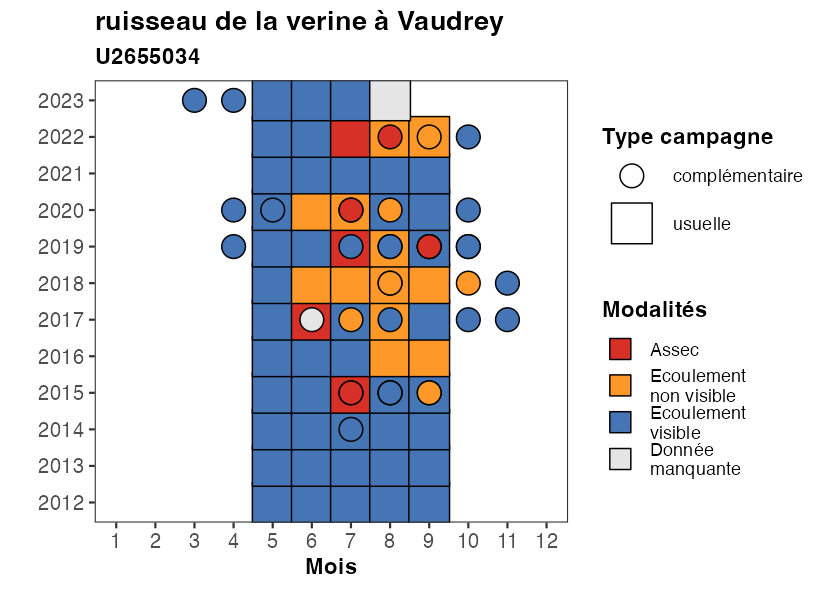 ruisseau de la verine à Vaudrey
U2655034
2023
2022
2021
2020
2019
2018
2017
2016
2015
2014
2013
2012
1 2 3 4 5 6 7 8 9 10 11 12
Mois
Type campagne
complémentaire
usuelle
Modalités
Assec
Ecoulement
non visible
Ecoulement
visible
Donnée
manquante